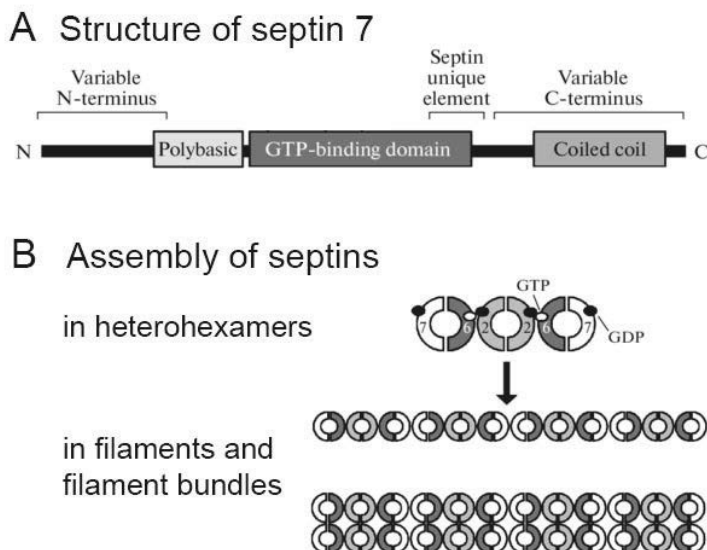 A Structure of septin 7
Variable
N-terminus
Septin
unique
element
Variable
C-terminus
N
Polybasic
GTP-binding domain
Coiled coil
C
B Assembly of septins
in heterohexamers
GTP
7
6
2
2
6
7
GDP
in filaments and
filament bundles